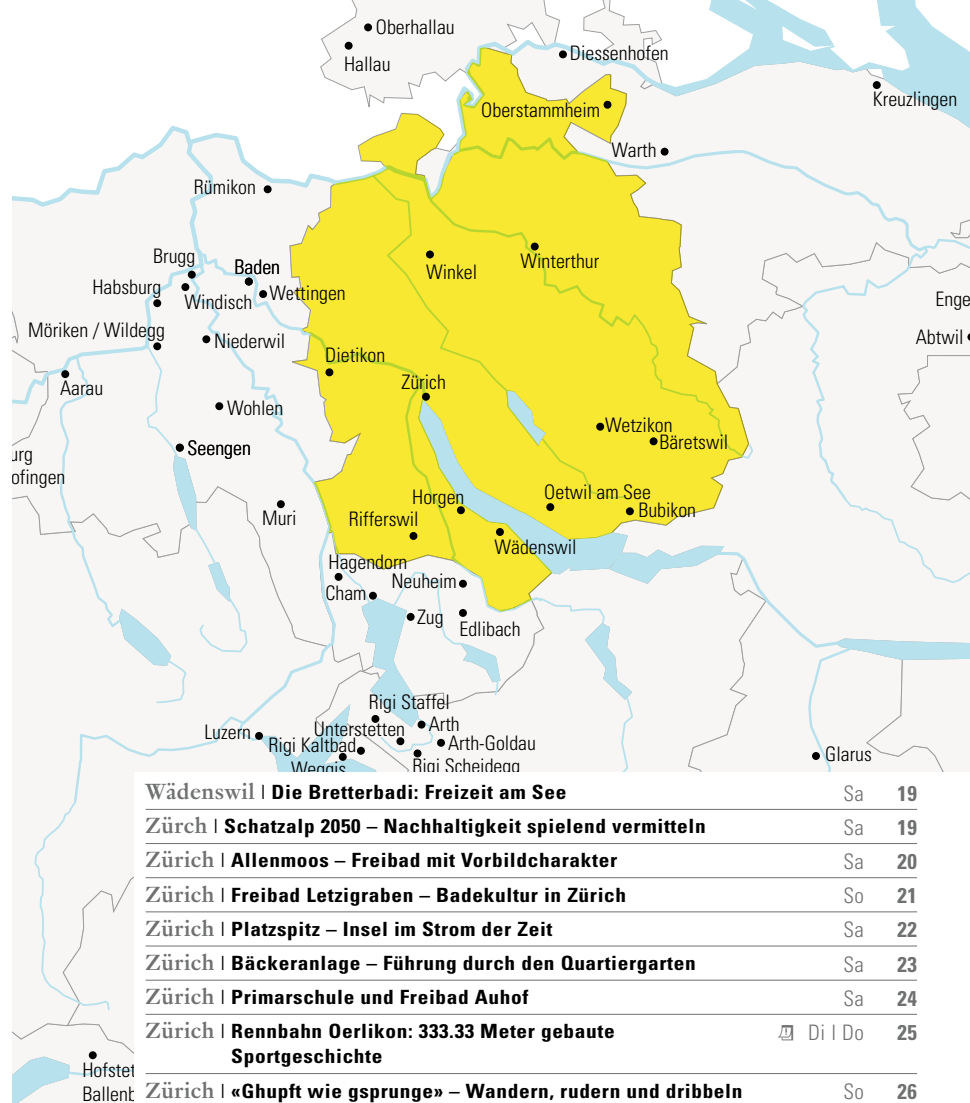 Oberhallau
Hallau
Diessenhofen
Kreuzlingen
Oberstammheim
Warth
Rümikon
Brugg
Baden
Winkel
Winterthur
Habsburg
Windisch
Wettingen
Enge
Möriken / Wildegg
Niederwil
Abtwil
Dietikon
Aarau
Zürich
Wohlen
Wetzikon
Bäretswil
Seengen
urg
ofingen
Horgen
Oetwil am See
Bubikon
Muri
Rifferswil
Wädenswil
Hagendorn
Neuheim
Cham
Zug
Edlibach
Rigi Staffel
Luzern
Unterstetten
Arth
Rigi Kaltbad
Arth-Goldau
Glarus
Weggis
Rigi Scheidegg
Wädenswil | Die Bretterbadi: Freizeit am See Sa 19
Zürch | Schatzalp 2050 – Nachhaltigkeit spielend vermitteln Sa 19
Zürich | Allenmoos – Freibad mit Vorbildcharakter Sa 20
Zürich | Freibad Letzigraben – Badekultur in Zürich So 21
Zürich | Platzspitz – Insel im Strom der Zeit Sa 22
Zürich | Bäckeranlage – Führung durch den Quartiergarten Sa 23
Zürich | Primarschule und Freibad Auhof Sa 24
Zürich | Rennbahn Oerlikon: 333.33 Meter gebaute Di | Do 25
Sportgeschichte
Hofstet
Ballenb
Zürich | «Ghupft wie gsprunge» – Wandern, rudern und dribbeln So 26